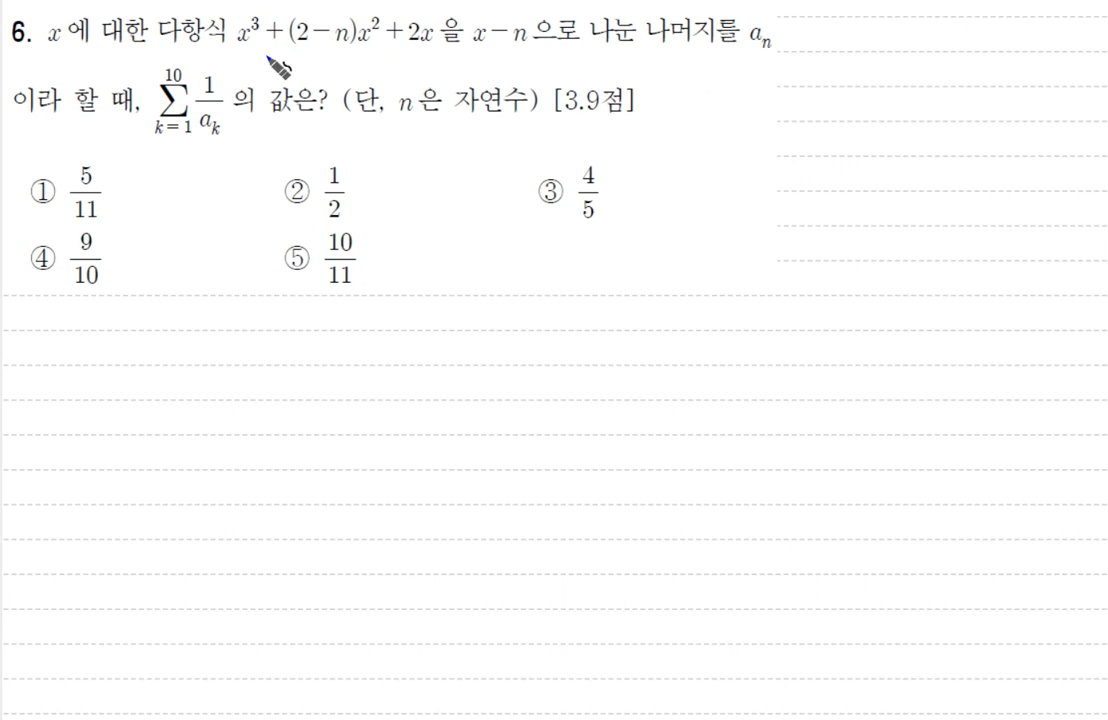 6. x에 대한 다항식 x³+(2−n)x²+2x을 x−n으로 나눈 나머지를 aₙ
이라 할 때, ∑_{k=1}^{10} 1/aₖ 의 값은? (단, n은 자연수) [3.9점]
① 5/11 ② 1/2 ③ 4/5
④ 9/10 ⑤ 10/11